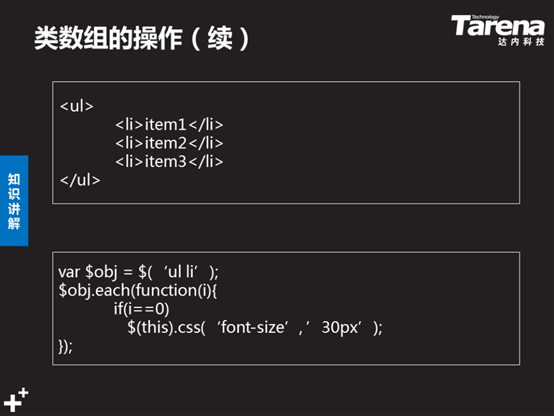 类数组的操作（续）
Technology
Tarena
达内科技
<ul>
<li>item1</li>
<li>item2</li>
<li>item3</li>
</ul>
知识讲解
var $obj = $(‘ul li’);
$obj.each(function(i){
if(i==0)
$(this).css(‘font-size’,’30px’);
});